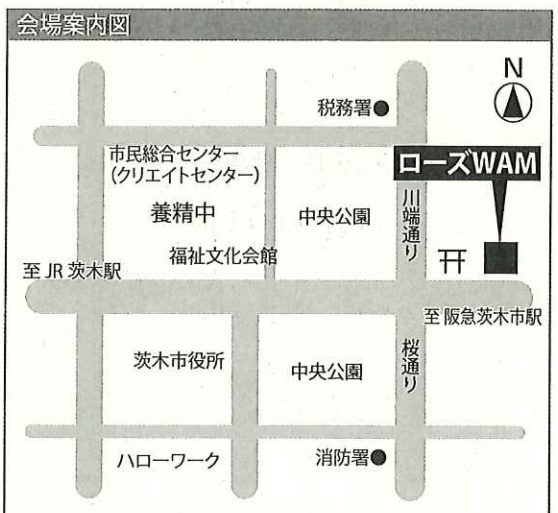 会場案内図
N
税務署
市民総合センター
(クリエイトセンター)
ローズWAM
養精中
中央公園
川端通り
福祉文化会館
至 JR 茨木駅
至 阪急茨木市駅
茨木市役所
中央公園
桜通り
ハローワーク
消防署